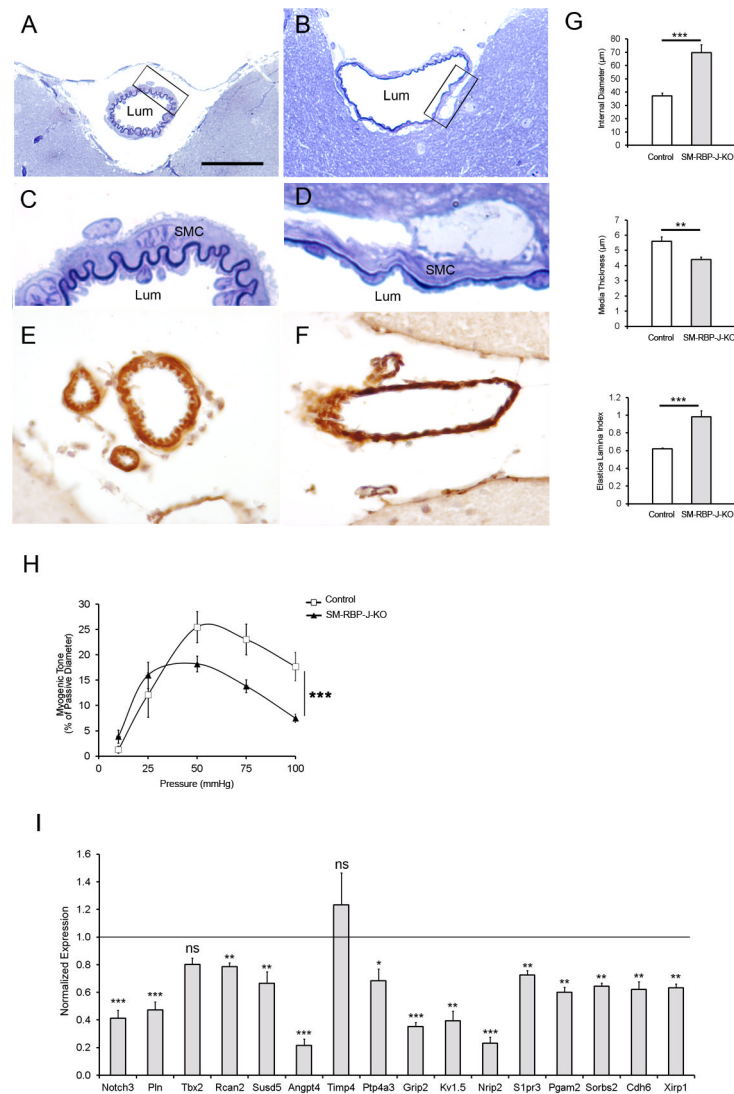 A
B
G
Lum
Lum
Internal Diameter (µm)
80
70
60
50
40
30
20
10
0
***
Control
SM-RBP-J-KO
C
D
SMC
Lum
SMC
Lum
Media Thickness (µm)
7
6
5
4
3
2
1
0
**
Control
SM-RBP-J-KO
E
F
Elastica Lamina Index
1.2
1
0.8
0.6
0.4
0.2
0
***
Control
SM-RBP-J-KO
H
Myogenic Tone
(% of Passive Diameter)
30
25
20
15
10
5
0
Control
SM-RBP-J-KO
***
0 25 50 75 100
Pressure (mmHg)
I
Normalized Expression
1.6
1.4
1.2
1.0
0.8
0.6
0.4
0.2
0
*** *** ns ** ** *** ns * *** ** *** ** ** ** ** **
Notch3 Pln Tbx2 Rcan2 Susd5 Angpt4 Timp4 Ptp4a3 Grip2 Kv1.5 Nrip2 S1pr3 Pgam2 Sorbs2 Cdh6 Xirp1